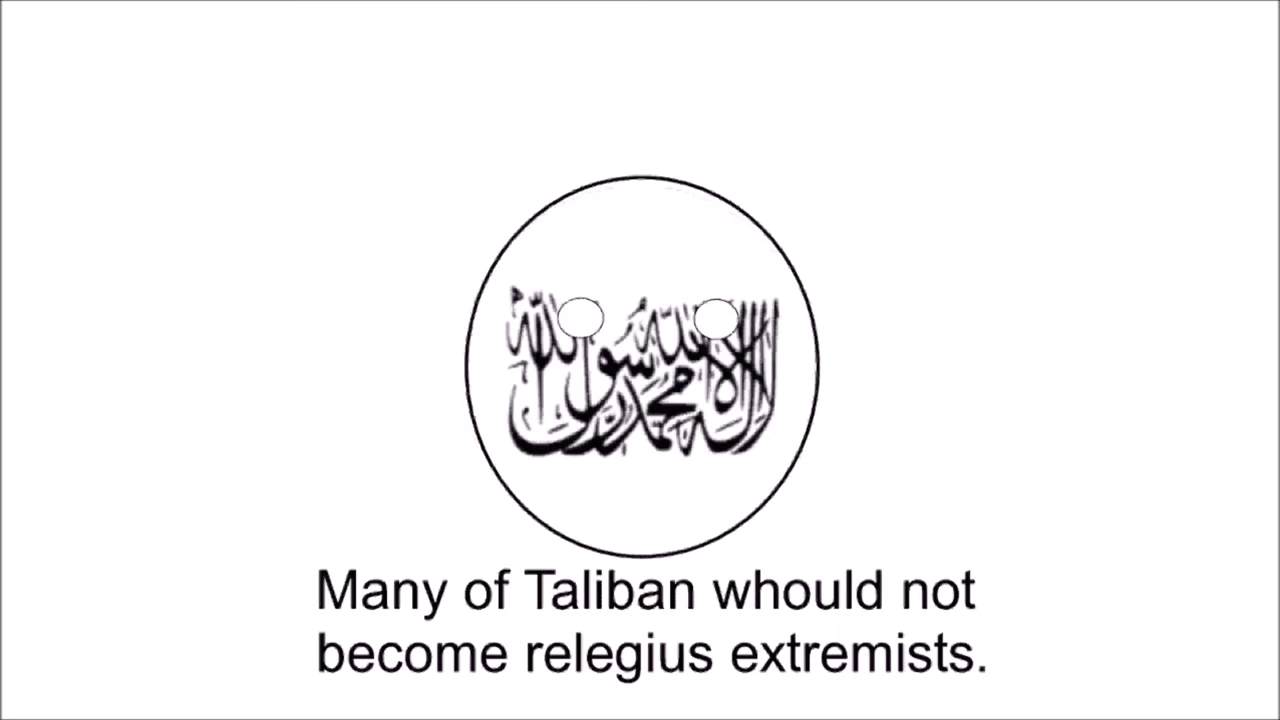 لا إله إلا الله محمد رسول الله
Many of Taliban whould not
become relegius extremists.